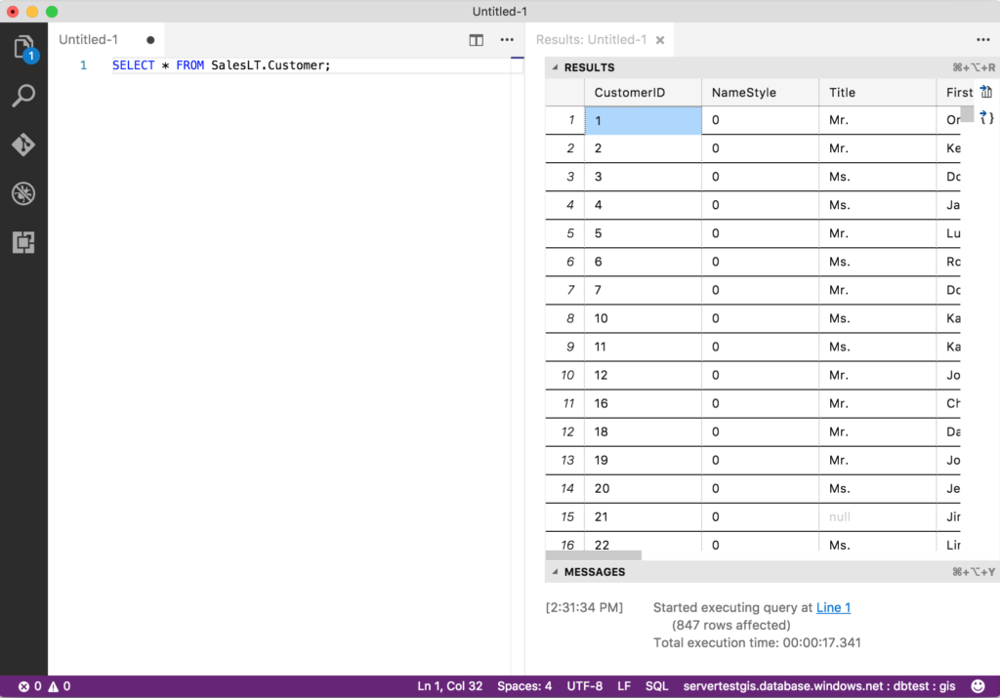 Untitled-1
Untitled-1
Results: Untitled-1
1
1 SELECT * FROM SalesLT.Customer;
RESULTS ⌘+⌥+R
CustomerID NameStyle Title First
1 1 0 Mr. Or
2 2 0 Mr. Ke
3 3 0 Ms. Do
4 4 0 Ms. Ja
5 5 0 Mr. Lu
6 6 0 Ms. Ro
7 7 0 Mr. Do
8 10 0 Ms. Ka
9 11 0 Ms. Ka
10 12 0 Mr. Jo
11 16 0 Mr. Ch
12 18 0 Mr. Da
13 19 0 Mr. Jo
14 20 0 Ms. Je
15 21 0 null Jir
16 22 0 Ms. Lir
MESSAGES ⌘+⌥+Y
[2:31:34 PM] Started executing query at Line 1
(847 rows affected)
Total execution time: 00:00:17.341
0 0 Ln 1, Col 32 Spaces: 4 UTF-8 LF SQL servertestgis.database.windows.net : dbtest : gis